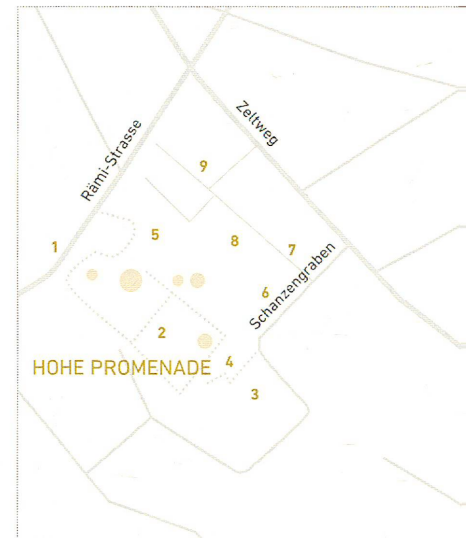 Rämi-Strasse
Zeltweg
9
1
5
8
7
6
Schanzengraben
2
4
HOHE PROMENADE
3